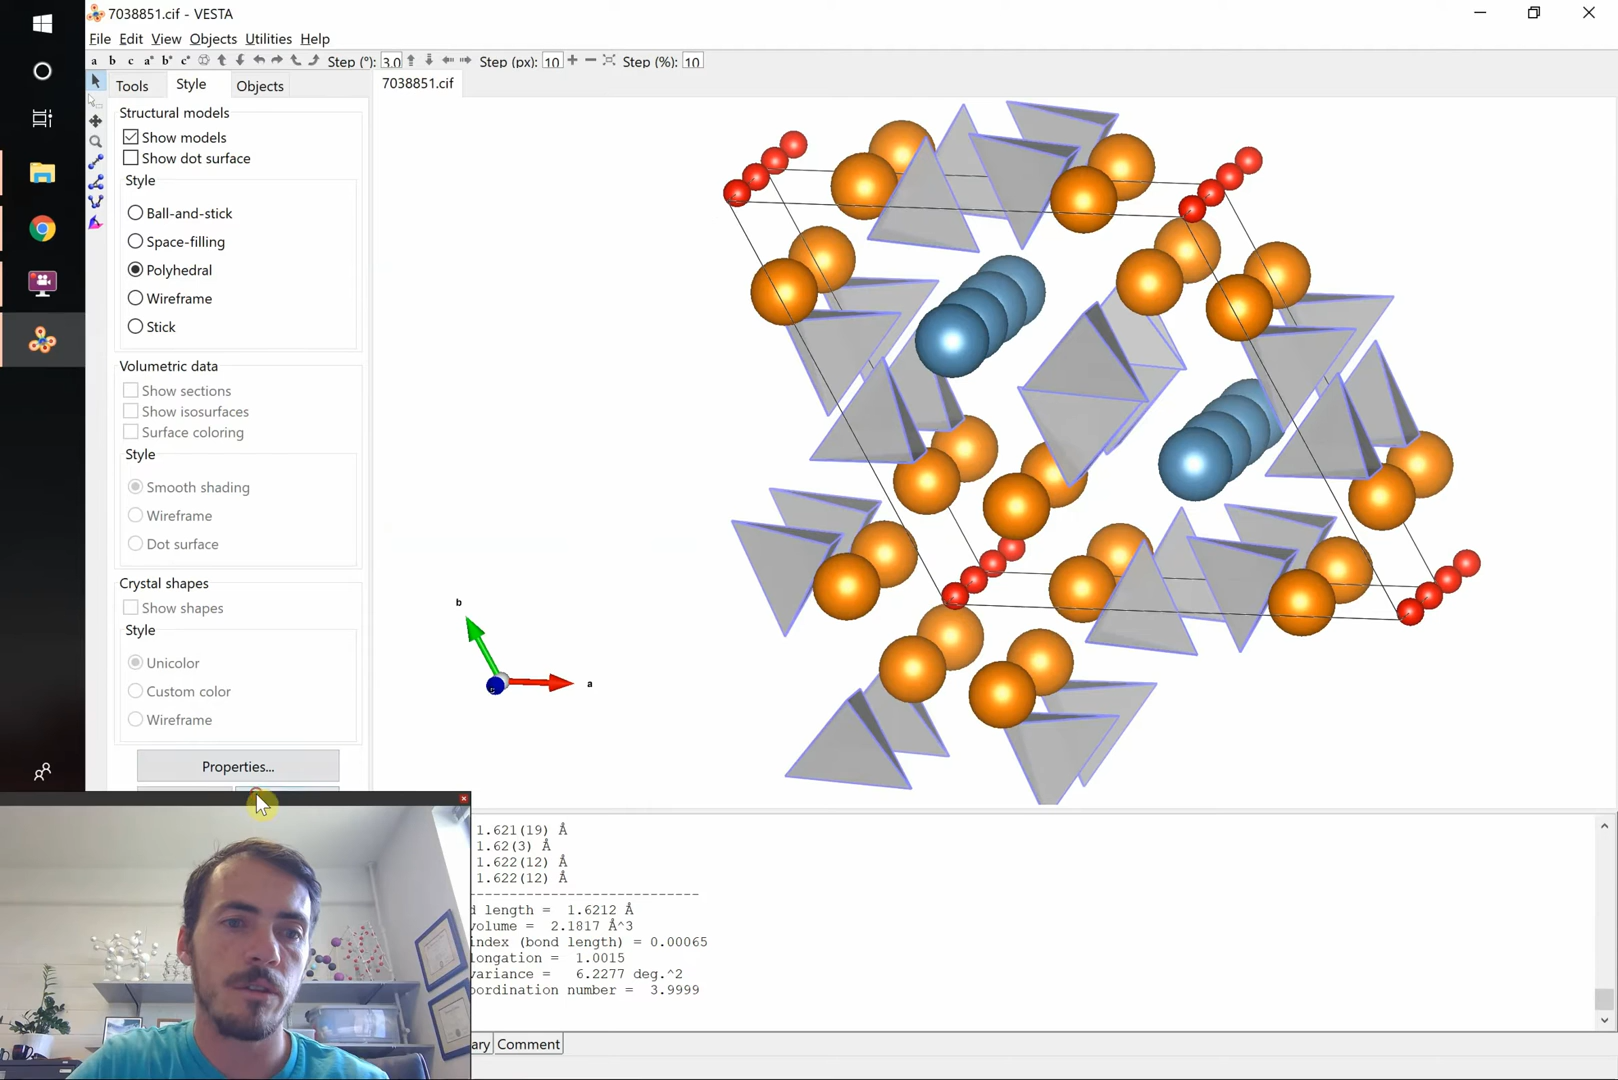 7038851.cif - VESTA
File Edit View Objects Utilities Help
a b c a* b* c* Step (°): 3.0 Step (px): 10 Step (%): 10
Tools Style Objects
7038851.cif
Structural models
Show models
Show dot surface
Style
Ball-and-stick
Space-filling
Polyhedral
Wireframe
Stick
Volumetric data
Show sections
Show isosurfaces
Surface coloring
Style
Smooth shading
Wireframe
Dot surface
Crystal shapes
Show shapes
Style
Unicolor
Custom color
Wireframe
Properties...
b
a
1.621(19) Å
1.62(3) Å
1.622(12) Å
1.622(12) Å
d length = 1.6212 Å
volume = 2.1817 Å^3
index (bond length) = 0.00065
longation = 1.0015
variance = 6.2277 deg.^2
oordination number = 3.9999
ary Comment